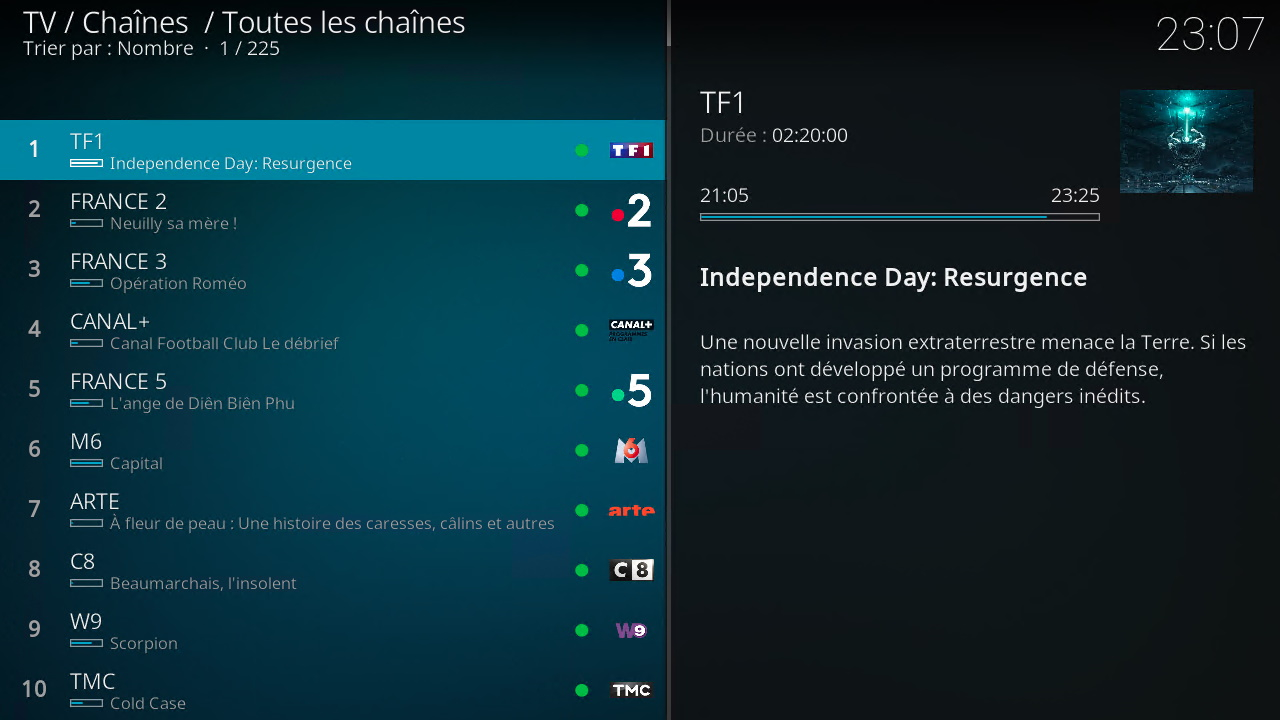 TV / Chaînes / Toutes les chaînes
Trier par : Nombre · 1 / 225
23:07
1
TF1
Independence Day: Resurgence
TF1
2
FRANCE 2
Neuilly sa mère !
2
3
FRANCE 3
Opération Roméo
3
4
CANAL+
Canal Football Club Le débrief
CANAL+
5
FRANCE 5
L'ange de Diên Biên Phu
5
6
M6
Capital
M6
7
ARTE
À fleur de peau : Une histoire des caresses, câlins et autres
arte
8
C8
Beaumarchais, l'insolent
C8
9
W9
Scorpion
W9
10
TMC
Cold Case
TMC
TF1
Durée : 02:20:00
21:05 23:25
Independence Day: Resurgence
Une nouvelle invasion extraterrestre menace la Terre. Si les
nations ont développé un programme de défense,
l'humanité est confrontée à des dangers inédits.